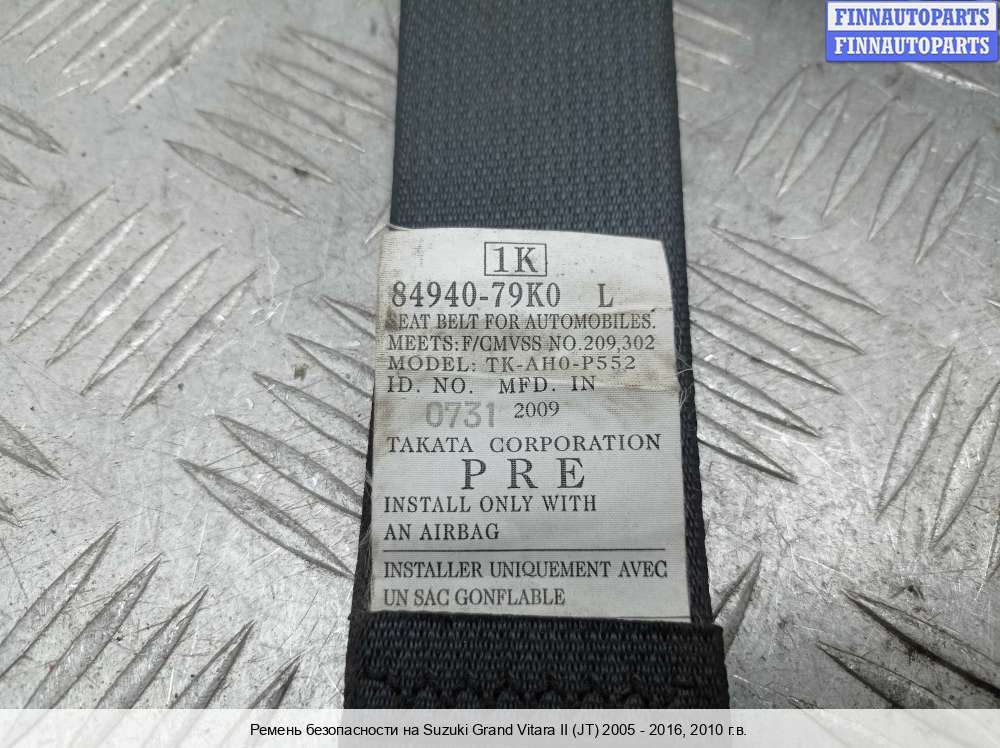 FINNAUTOPARTS
FINNAUTOPARTS
1K
84940-79K0 L
SEAT BELT FOR AUTOMOBILES.
MEETS: F/CMVSS NO.209,302
MODEL: TK-AH0-P552
ID. NO. MFD. IN
0731 2009
TAKATA CORPORATION
PRE
INSTALL ONLY WITH
AN AIRBAG
INSTALLER UNIQUEMENT AVEC
UN SAC GONFLABLE
Ремень безопасности на Suzuki Grand Vitara II (JT) 2005 - 2016, 2010 г.в.